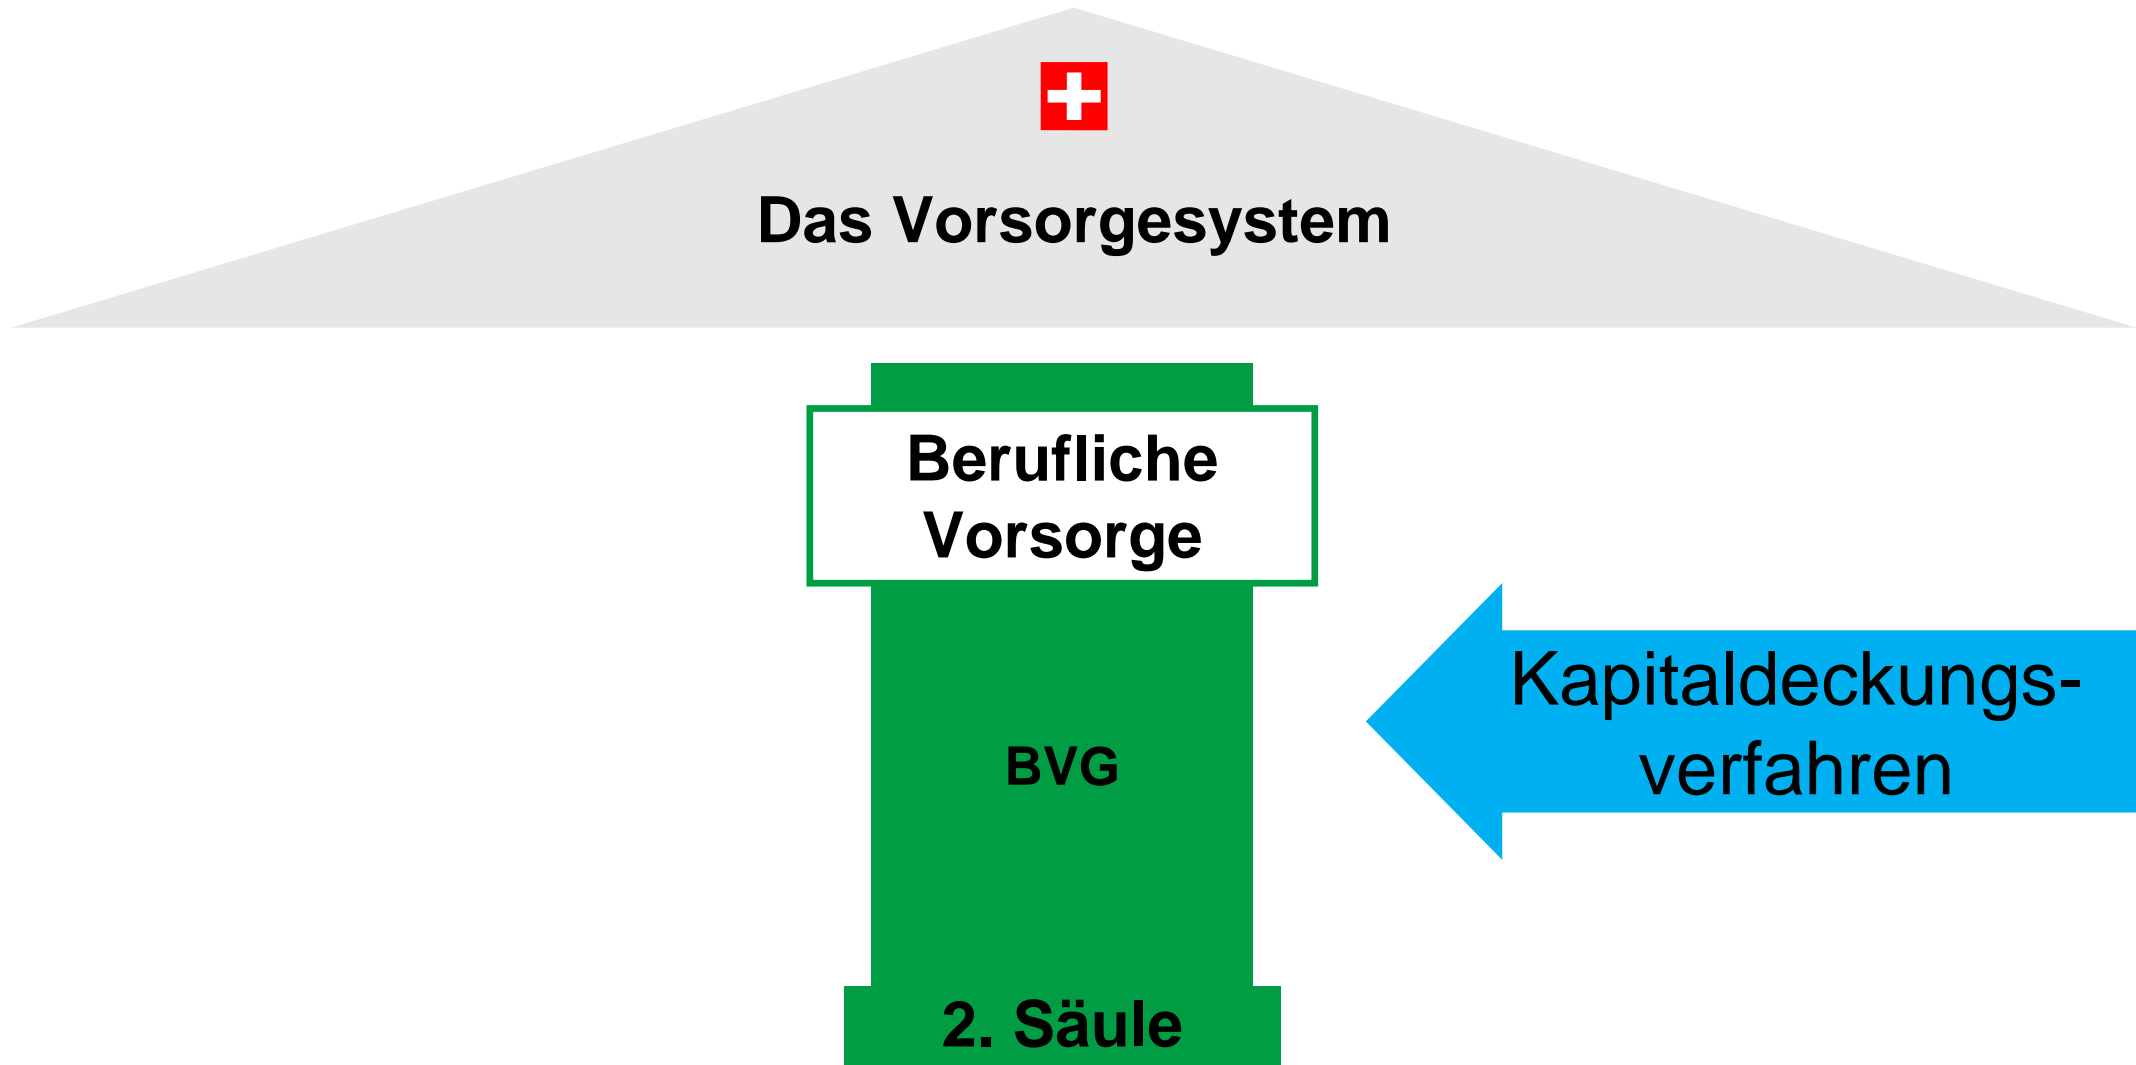 Das Vorsorgesystem
Berufliche
Vorsorge
BVG
Kapitaldeckungs-
verfahren
2. Säule